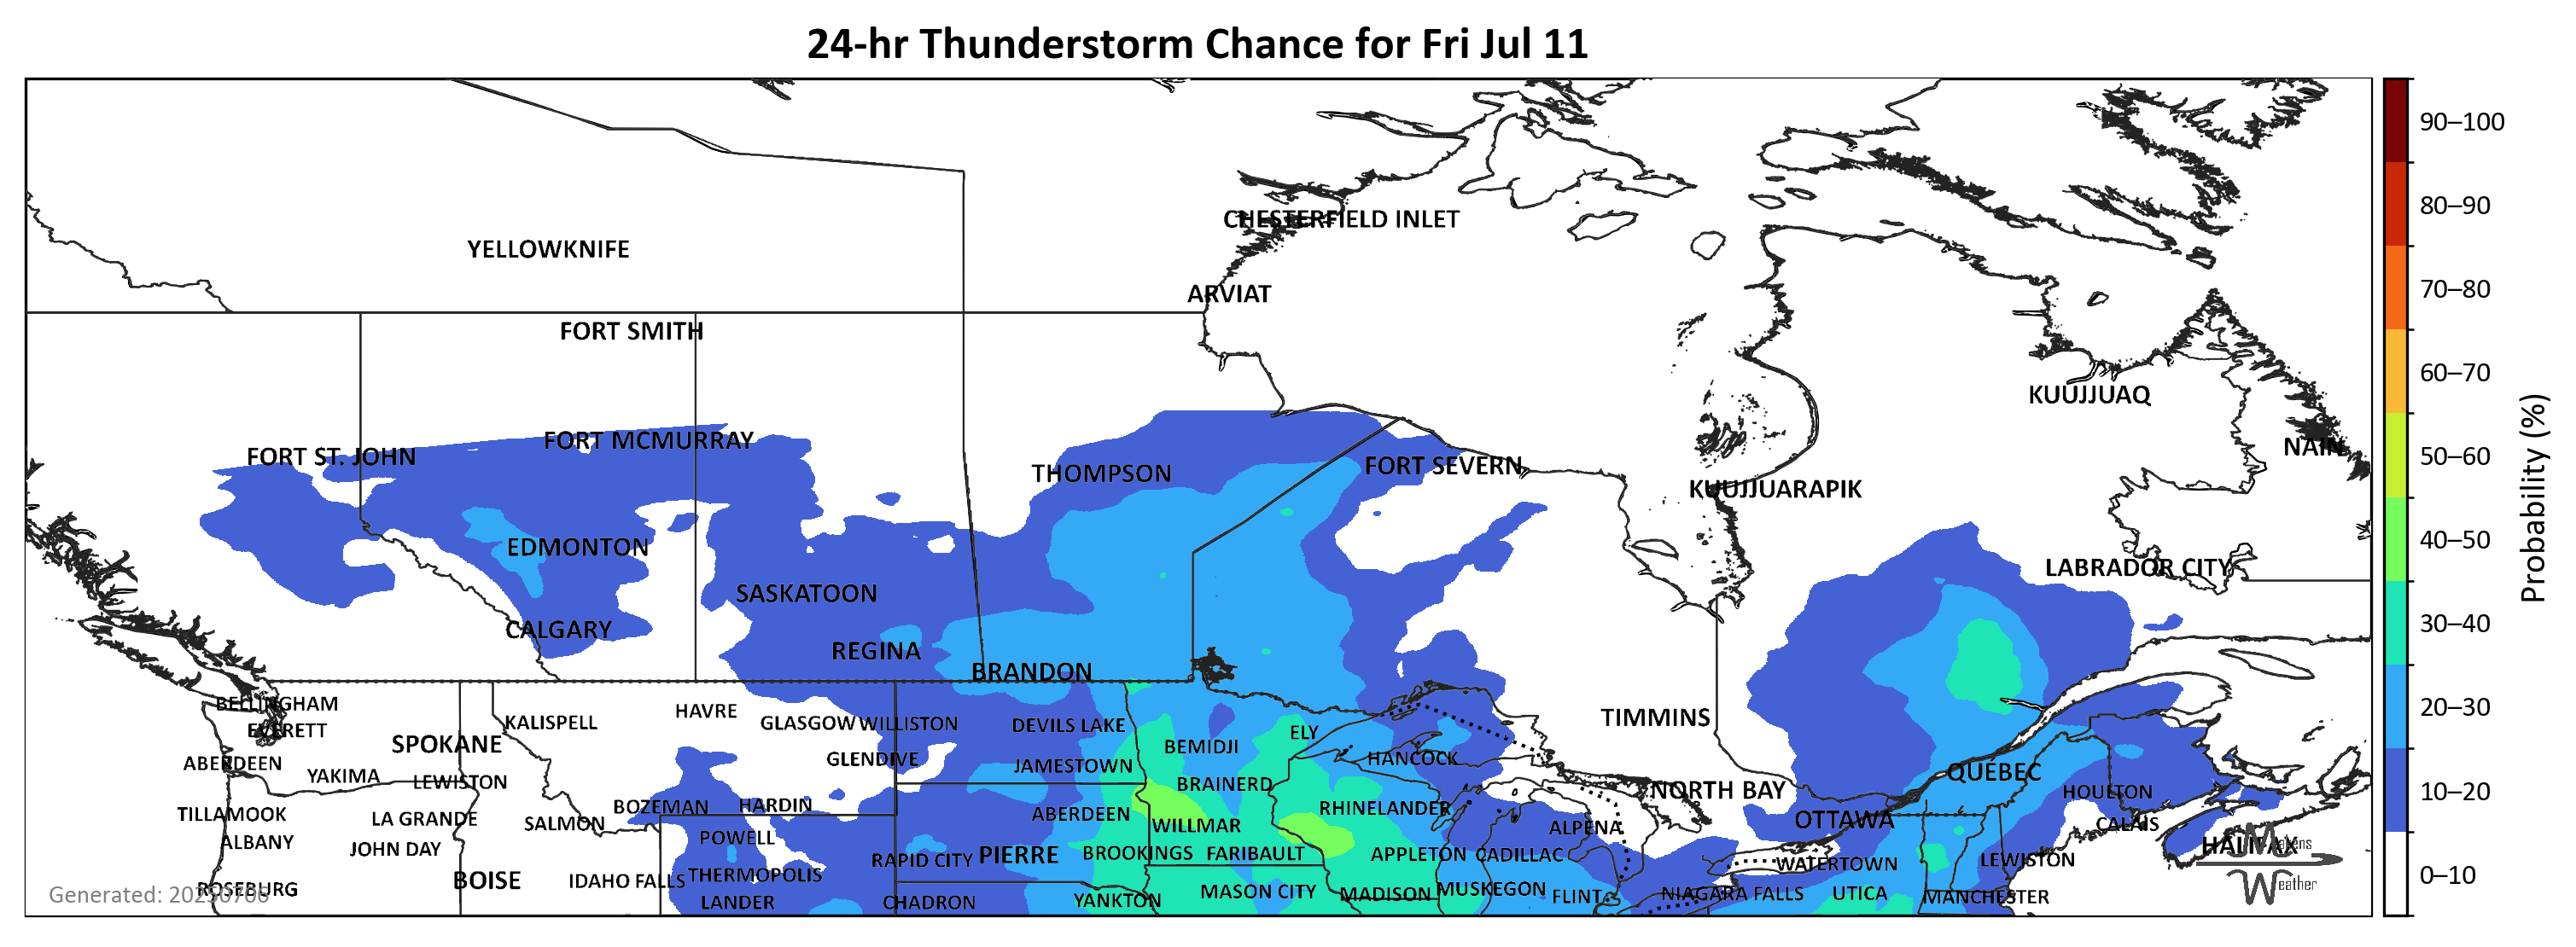 24-hr Thunderstorm Chance for Fri Jul 11
90–100
80–90
70–80
60–70
50–60
40–50
30–40
20–30
10–20
0–10
Probability (%)
CHESTERFIELD INLET
YELLOWKNIFE
ARVIAT
FORT SMITH
KUUJJUAQ
FORT MCMURRAY
NAIN
FORT ST. JOHN
FORT SEVERN
THOMPSON
KUUJJUARAPIK
EDMONTON
LABRADOR CITY
SASKATOON
CALGARY
REGINA
BRANDON
BELLINGHAM
HAVRE
TIMMINS
KALISPELL
GLASGOW
WILLISTON
DEVILS LAKE
EVERETT
ELY
SPOKANE
BEMIDJI
GLENDIVE
HANCOCK
ABERDEEN
JAMESTOWN
QUÉBEC
YAKIMA
LEWISTON
BRAINERD
NORTH BAY
HOULTON
BOZEMAN
HARDIN
RHINELANDER
TILLAMOOK
LA GRANDE
SALMON
ABERDEEN
OTTAWA
WILLMAR
ALPENA
CALAIS
POWELL
ALBANY
JOHN DAY
HALIFAX
Makens
BROOKINGS
FARIBAULT
PIERRE
APPLETON
CADILLAC
RAPID CITY
WATERTOWN
LEWISTON
THERMOPOLIS
BOISE
IDAHO FALLS
Weather
ROSEBURG
MUSKEGON
MASON CITY
MADISON
NIAGARA FALLS
UTICA
Generated: 20250706
FLINT
MANCHESTER
YANKTON
LANDER
CHADRON